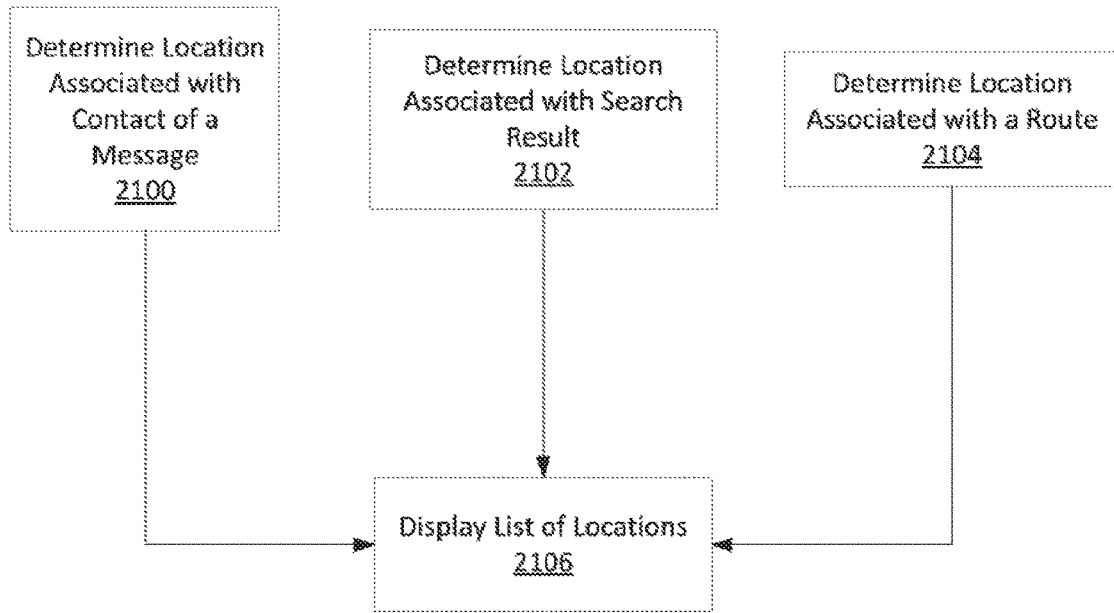 Determine Location
Associated with
Contact of a
Message
2100
Determine Location
Associated with Search
Result
2102
Determine Location
Associated with a Route
2104
Display List of Locations
2106